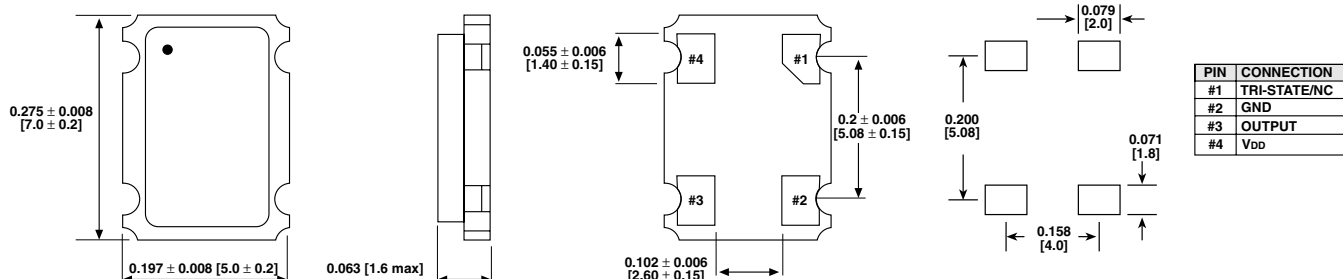 0.275 ± 0.008
[7.0 ± 0.2]
0.197 ± 0.008 [5.0 ± 0.2]
0.063 [1.6 max]
0.055 ± 0.006
[1.40 ± 0.15]
#4
#1
#3
#2
0.2 ± 0.006
[5.08 ± 0.15]
0.102 ± 0.006
[2.60 ± 0.15]
0.079
[2.0]
0.200
[5.08]
0.071
[1.8]
0.158
[4.0]
PIN CONNECTION
#1 TRI-STATE/NC
#2 GND
#3 OUTPUT
#4 VDD